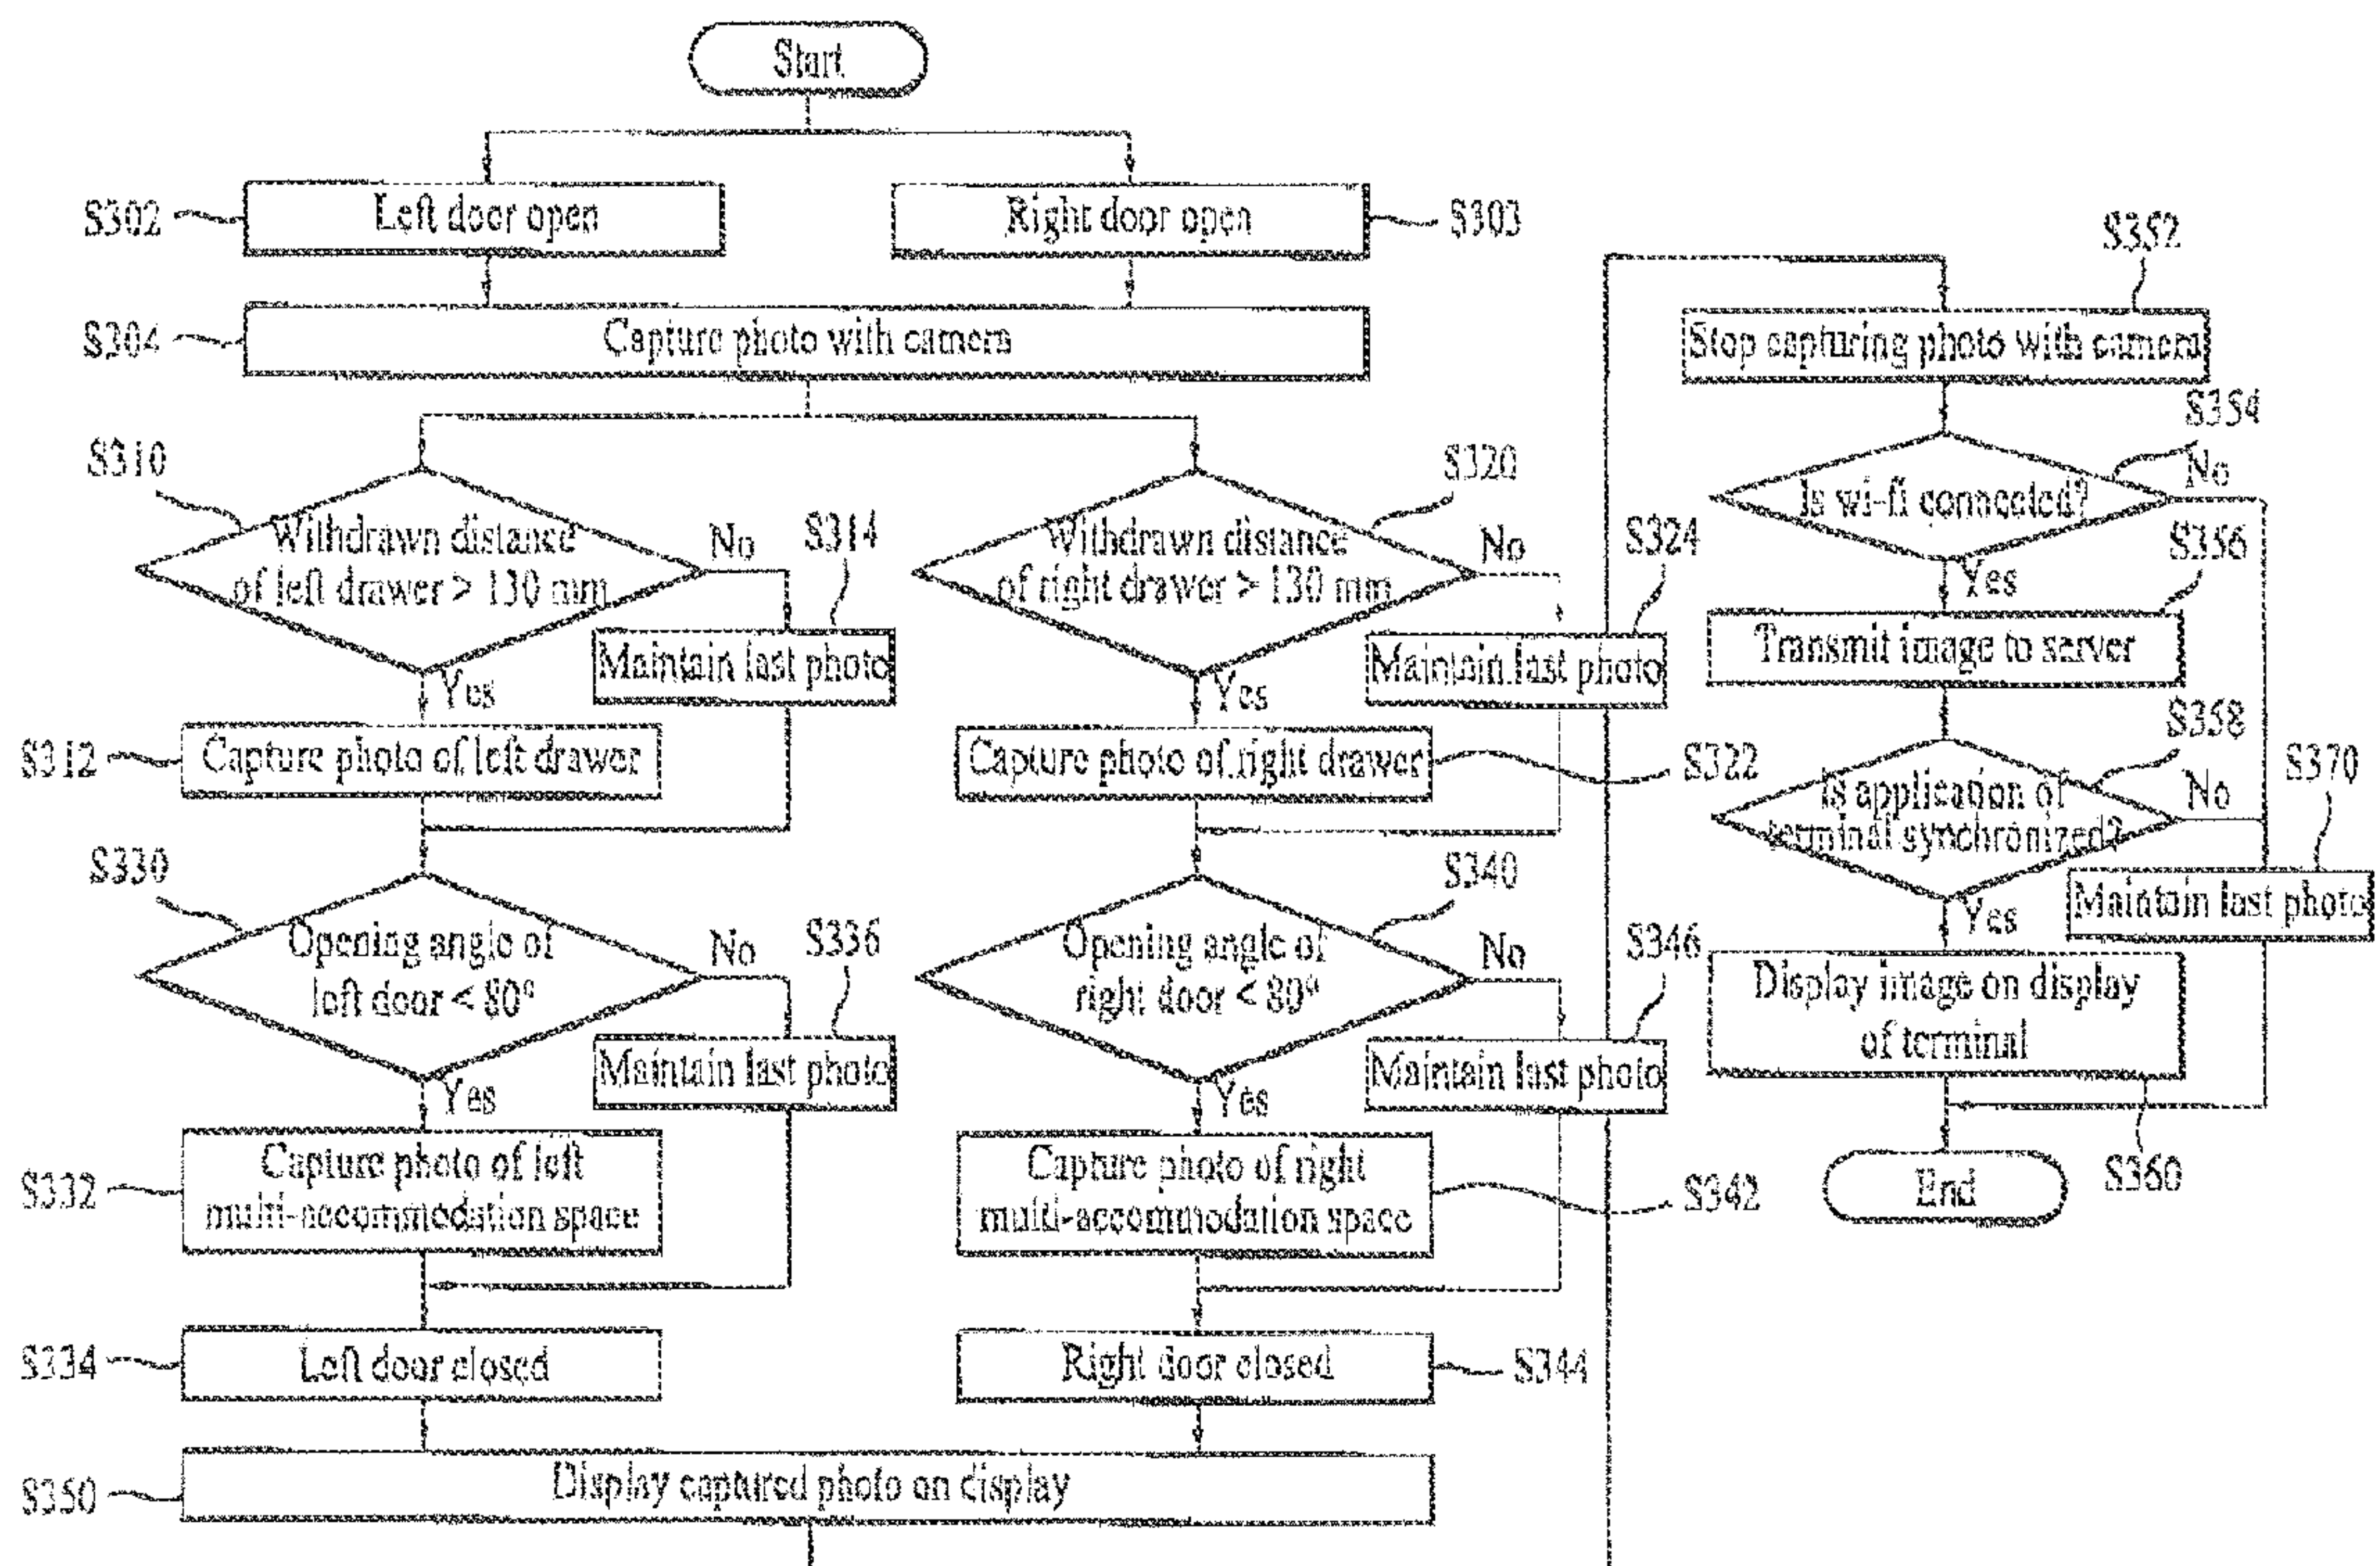 Start
S302
Left door open
Right door open
S303
S304
Capture photo with camera
S310
Withdrawn distance
of left drawer > 130 mm
No
S314
Maintain last photo
Yes
S312
Capture photo of left drawer
S320
Withdrawn distance
of right drawer > 130 mm
No
S324
Maintain last photo
Yes
Capture photo of right drawer
S322
S330
Opening angle of
left door < 80°
No
S336
Maintain last photo
Yes
S332
Capture photo of left
multi-accommodation space
S340
Opening angle of
right door < 80°
No
S346
Maintain last photo
Yes
Capture photo of right
multi-accommodation space
S342
S334
Left door closed
Right door closed
S344
S350
Display captured photo on display
S352
Stop capturing photo with camera
S354
Is wi-fi connected?
No
Yes
S356
Transmit image to server
S358
Is application of
terminal synchronized?
No
S370
Maintain last photo
Yes
Display image on display
of terminal
S360
End